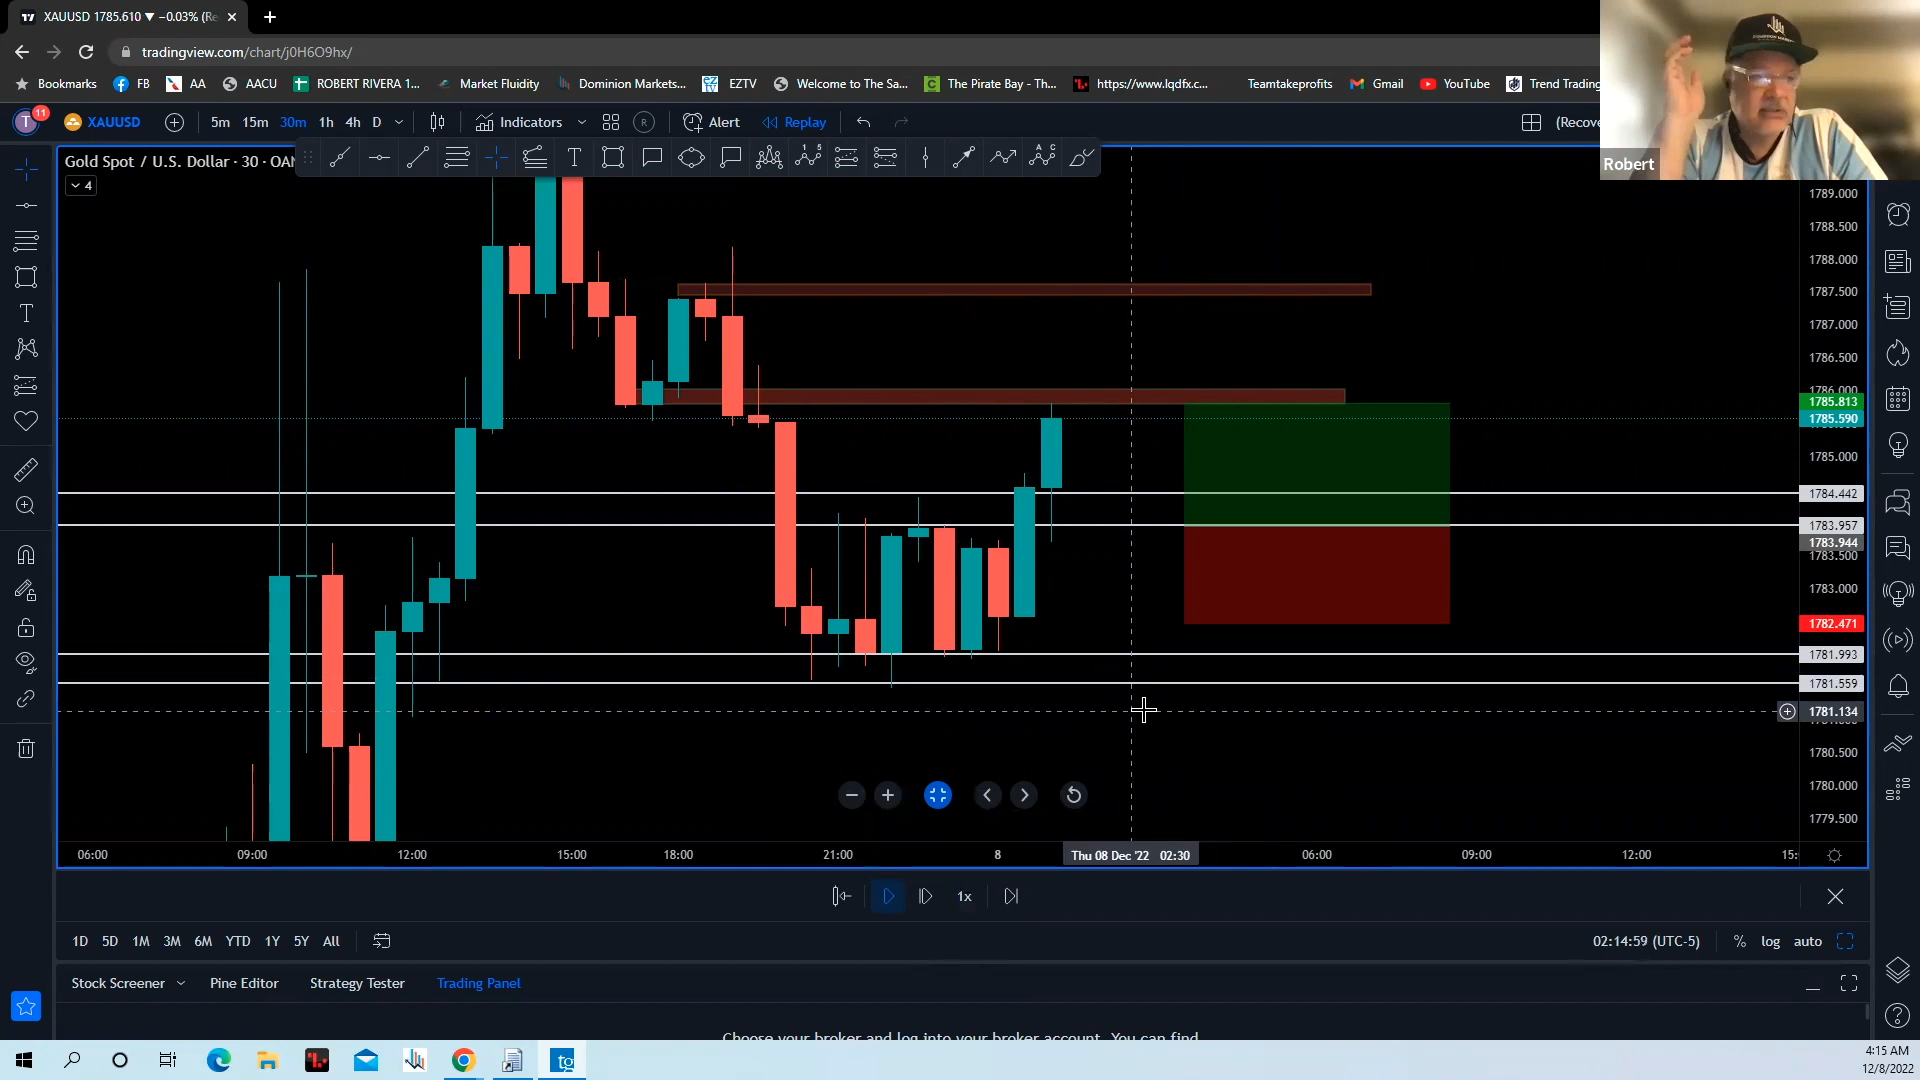 XAUUSD 1785.610 ▼ −0.03% (Re
tradingview.com/chart/j0H6O9hx/
Bookmarks FB AA AACU ROBERT RIVERA 1... Market Fluidity Dominion Markets... EZTV Welcome to The Sa... The Pirate Bay - Th... https://www.lqdfx.c... Teamtakeprofits Gmail YouTube Trend Trading
T 11 XAUUSD 5m 15m 30m 1h 4h D Indicators R Alert Replay (Recove
Robert
Gold Spot / U.S. Dollar · 30 · OAN
4
1789.000
1788.500
1788.000
1787.500
1787.000
1786.500
1786.000
1785.813
1785.590
1785.000
1784.442
1783.957
1783.944
1783.500
1783.000
1782.471
1781.993
1781.559
1781.134
1780.500
1780.000
1779.500
06:00 09:00 12:00 15:00 18:00 21:00 8 Thu 08 Dec '22 02:30 06:00 09:00 12:00 15:
1x
1D 5D 1M 3M 6M YTD 1Y 5Y All 02:14:59 (UTC-5) % log auto
Stock Screener Pine Editor Strategy Tester Trading Panel
Choose your broker and log into your broker account. You can find
tg
4:15 AM
12/8/2022